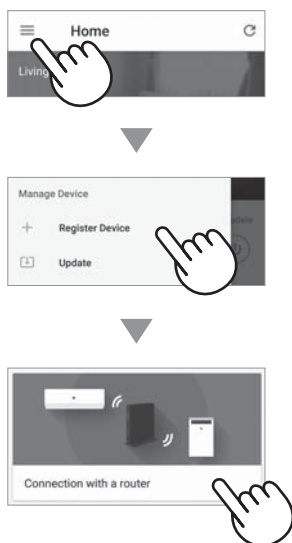 Home
Living
Manage Device
Register Device
Update
Connection with a router